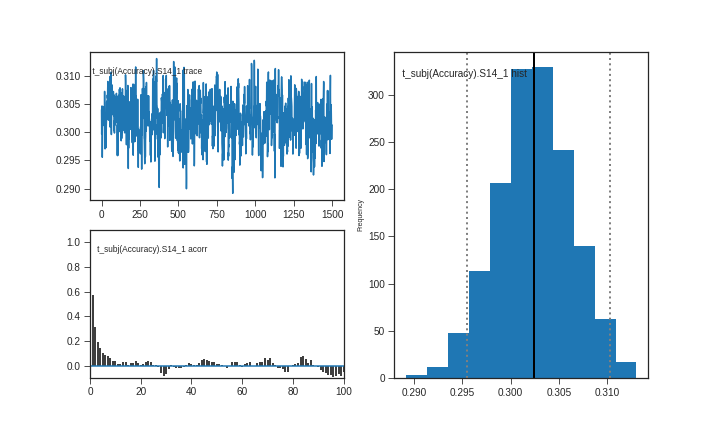 t_subj(Accuracy).S14_1 trace
0.310
0.305
0.300
0.295
0.290
0 250 500 750 1000 1250 1500
t_subj(Accuracy).S14_1 acorr
1.0
0.8
0.6
0.4
0.2
0.0
0 20 40 60 80 100
t_subj(Accuracy).S14_1 hist
Frequency
300
250
200
150
100
50
0
0.290 0.295 0.300 0.305 0.310